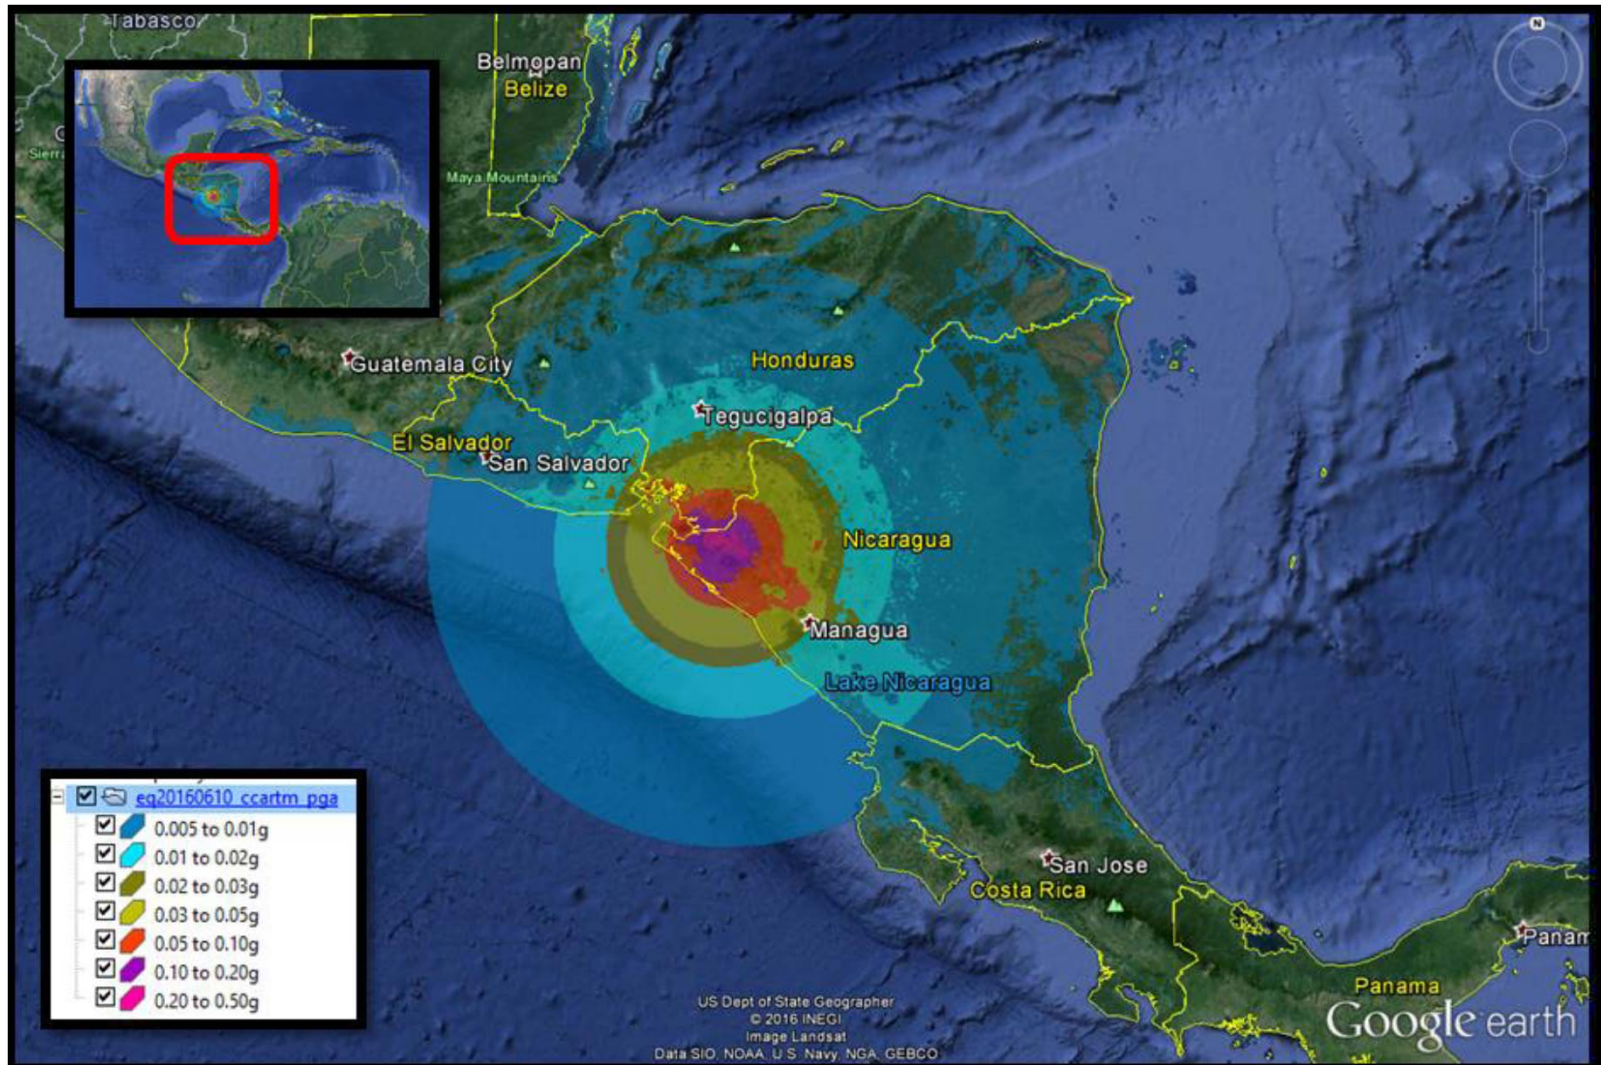 Tabasco
N
Belmopan
Belize
Sierra
Maya Mountains
Guatemala City
Honduras
Tegucigalpa
El Salvador
San Salvador
Nicaragua
Managua
Lake Nicaragua
eq20160610_ccartm_pga
0.005 to 0.01g
0.01 to 0.02g
0.02 to 0.03g
0.03 to 0.05g
0.05 to 0.10g
0.10 to 0.20g
0.20 to 0.50g
San Jose
Costa Rica
Panam
Panama
US Dept of State Geographer
© 2016 INEGI
Image Landsat
Data SIO, NOAA, U.S. Navy, NGA, GEBCO
Google earth